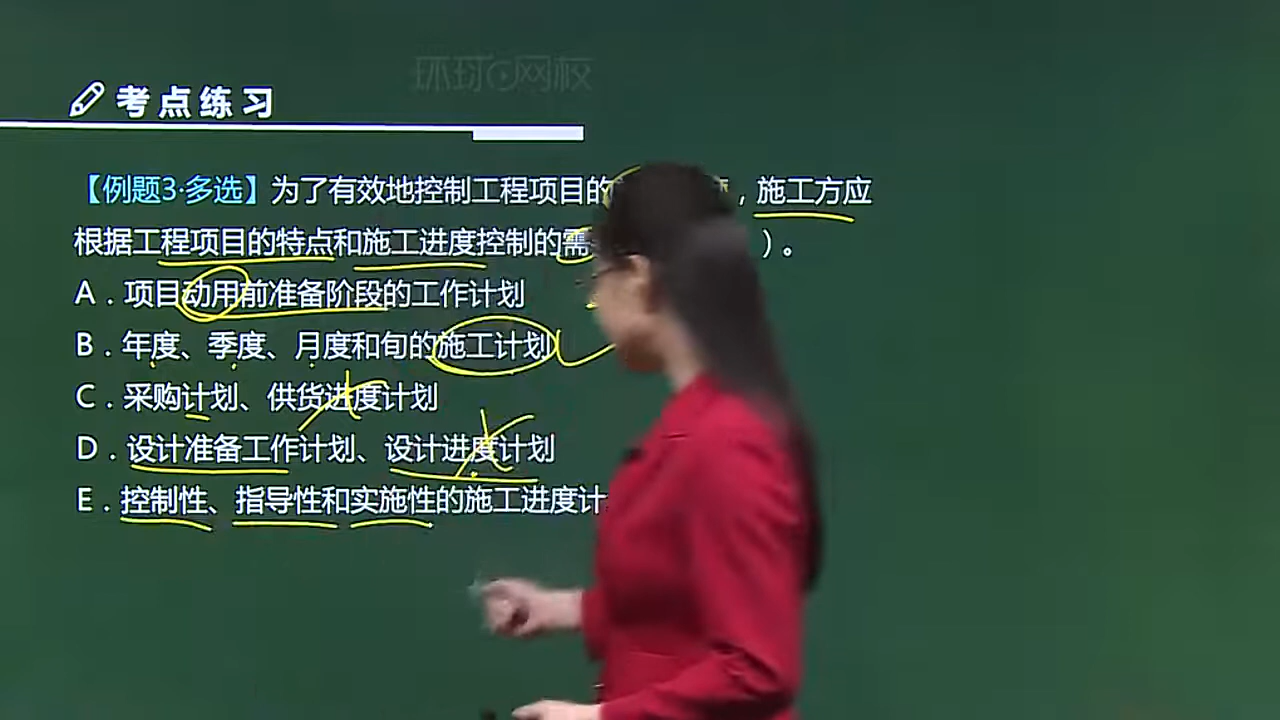 环球网校
考点练习
【例题3·多选】为了有效地控制工程项目的，施工方应
根据工程项目的特点和施工进度控制的需）。
A．项目动用前准备阶段的工作计划
B．年度、季度、月度和旬的施工计划
C．采购计划、供货进度计划
D．设计准备工作计划、设计进度计划
E．控制性、指导性和实施性的施工进度计